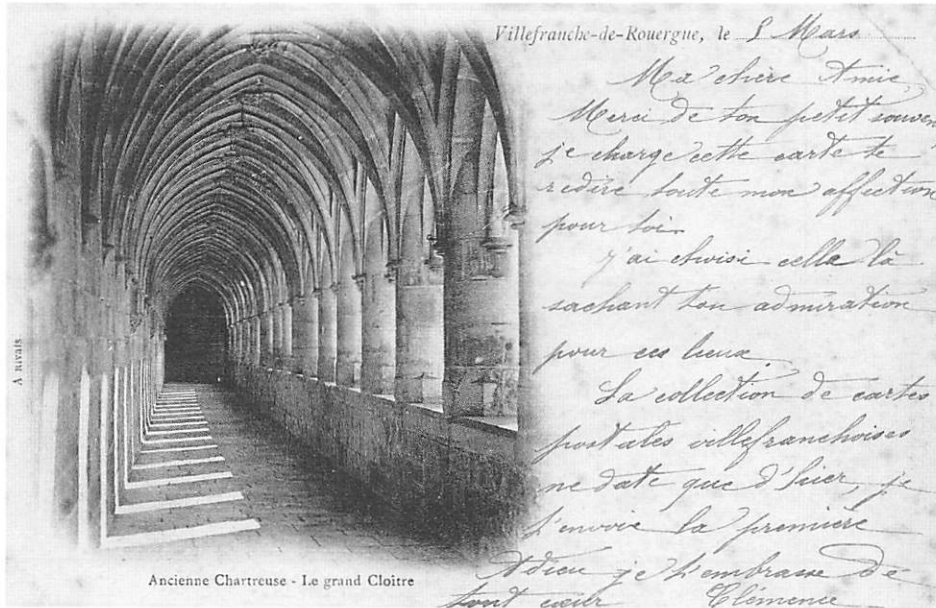 Villefranche-de-Rouergue, le 8 Mars
Ma chère Amie,
Merci de ton petit souvenir
je charge cette carte te
redire toute mon affection
pour toi.
j'ai choisi celle là
sachant ton admiration
pour ces lieux
La collection de cartes
postales villefranchoises
ne date que d'hier, je
t'envoie la première
Adieu je t'embrasse de
tout cœur Clémence
A RIVAIS
Ancienne Chartreuse - Le grand Cloître